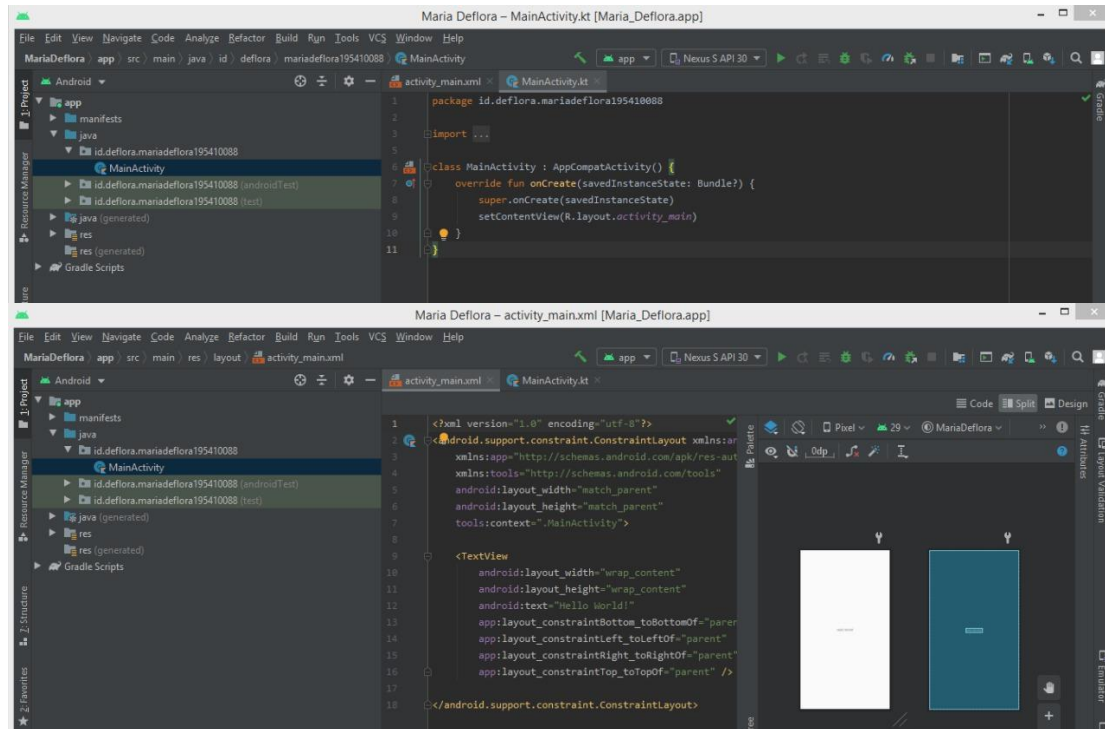 Maria Deflora – MainActivity.kt [Maria_Deflora.app]
File Edit View Navigate Code Analyze Refactor Build Run Tools VCS Window Help
MariaDeflora app src main java id deflora mariadeflora195410088 MainActivity app Nexus S API 30
Android activity_main.xml MainActivity.kt
1: Project
Resource Manager
Gradle
app
manifests
java
id.deflora.mariadeflora195410088
MainActivity
id.deflora.mariadeflora195410088 (androidTest)
id.deflora.mariadeflora195410088 (test)
java (generated)
res
res (generated)
Gradle Scripts
1 package id.deflora.mariadeflora195410088
2
3 import ...
5
6 class MainActivity : AppCompatActivity() {
7 override fun onCreate(savedInstanceState: Bundle?) {
8 super.onCreate(savedInstanceState)
9 setContentView(R.layout.activity_main)
10 }
11 }
Maria Deflora – activity_main.xml [Maria_Deflora.app]
File Edit View Navigate Code Analyze Refactor Build Run Tools VCS Window Help
MariaDeflora app src main res layout activity_main.xml app Nexus S API 30
Android activity_main.xml MainActivity.kt
1: Project
Resource Manager
Z: Structure
2: Favorites
app
manifests
java
id.deflora.mariadeflora195410088
MainActivity
id.deflora.mariadeflora195410088 (androidTest)
id.deflora.mariadeflora195410088 (test)
java (generated)
res
res (generated)
Gradle Scripts
Code Split Design
Palette
Pixel 29 MariaDeflora
0dp
1 <?xml version="1.0" encoding="utf-8"?>
2 <android.support.constraint.ConstraintLayout xmlns:an
3 xmlns:app="http://schemas.android.com/apk/res-aut
4 xmlns:tools="http://schemas.android.com/tools"
5 android:layout_width="match_parent"
6 android:layout_height="match_parent"
7 tools:context=".MainActivity">
8
9 <TextView
10 android:layout_width="wrap_content"
11 android:layout_height="wrap_content"
12 android:text="Hello World!"
13 app:layout_constraintBottom_toBottomOf="paren
14 app:layout_constraintLeft_toLeftOf="parent"
15 app:layout_constraintRight_toRightOf="parent"
16 app:layout_constraintTop_toTopOf="parent" />
17
18 </android.support.constraint.ConstraintLayout>
Gradle
Attributes
Layout Validation
Emulator